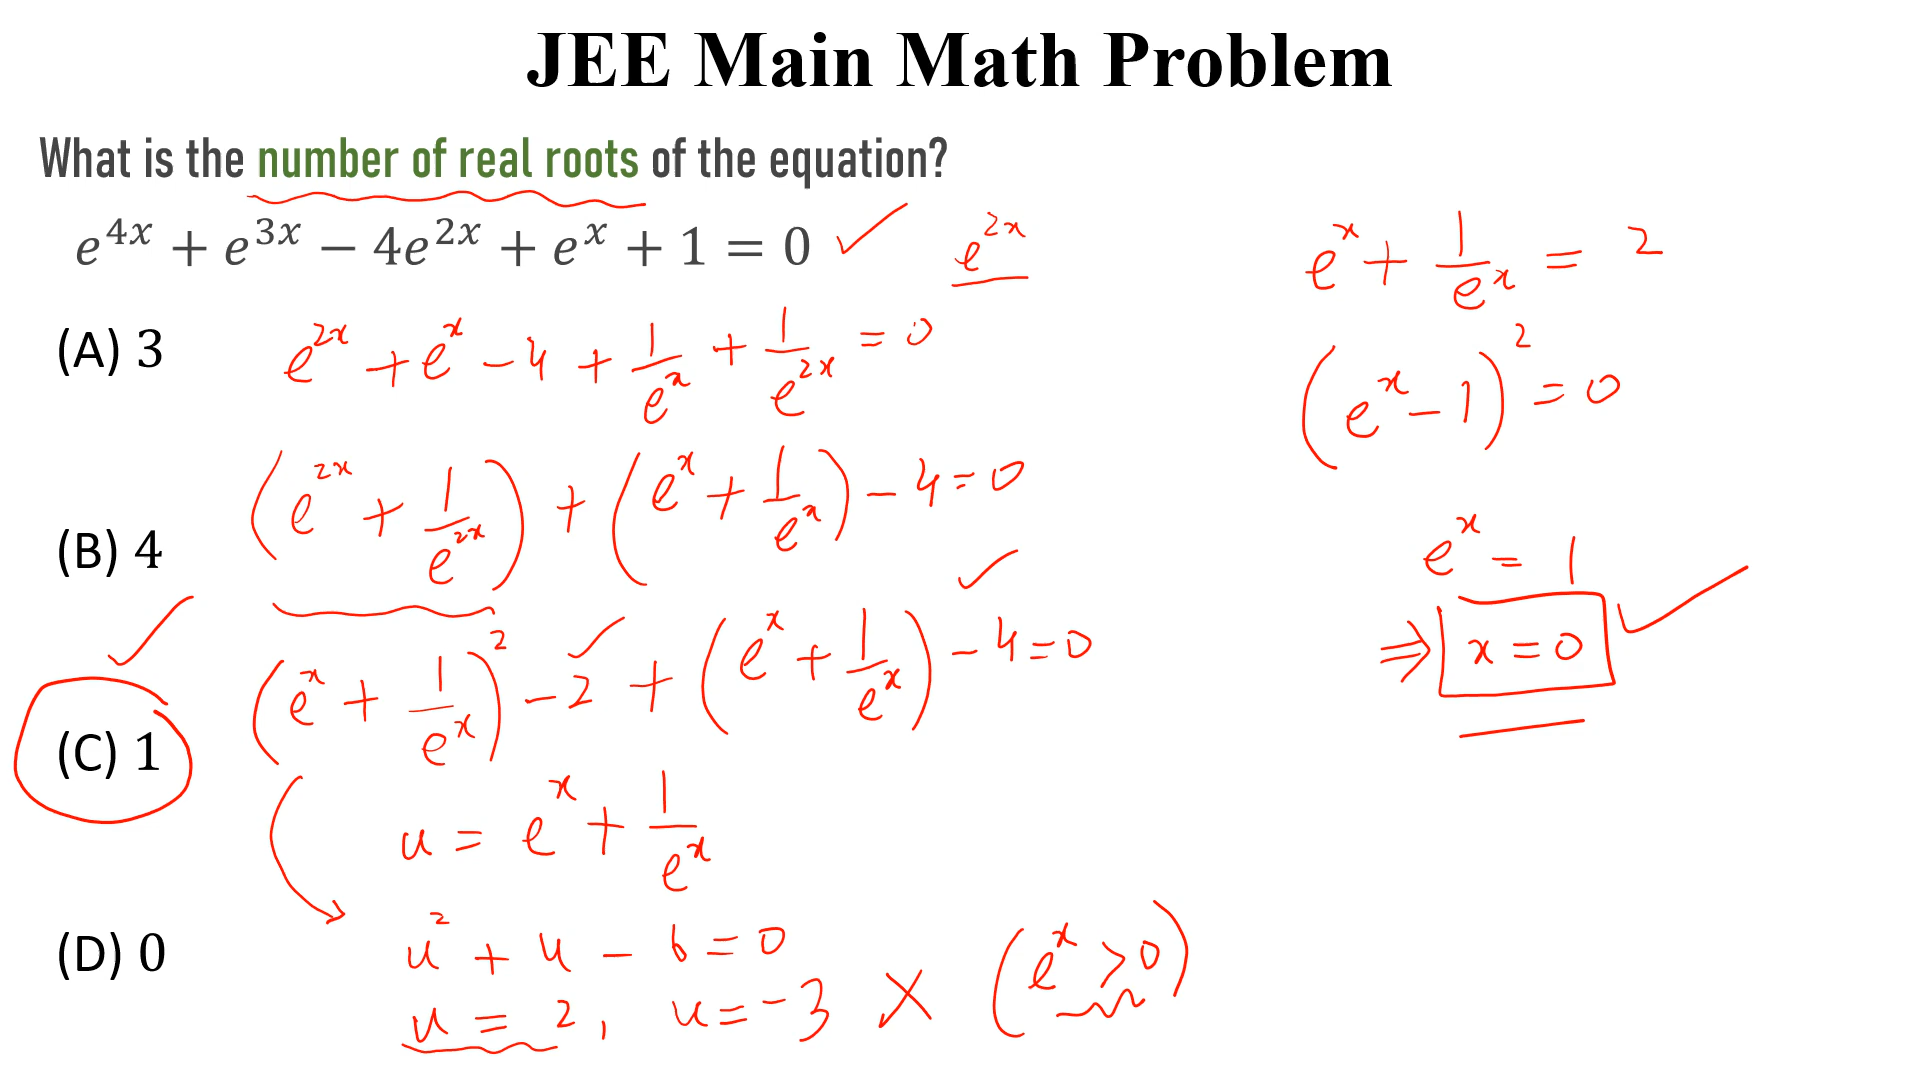 JEE Main Math Problem
What is the number of real roots of the equation?
e^{4x} + e^{3x} − 4e^{2x} + e^x + 1 = 0 ✓ e^{2x}
(A) 3
e^{2x} + e^x − 4 + 1/e^x + 1/e^{2x} = 0
(e^{2x} + 1/e^{2x}) + (e^x + 1/e^x) − 4 = 0
(B) 4
(e^x + 1/e^x)^2 − 2 + (e^x + 1/e^x) − 4 = 0
(C) 1
u = e^x + 1/e^x
(D) 0
u^2 + u − 6 = 0
u = 2, u = −3 × (e^x > 0)
e^x + 1/e^x = 2
(e^x − 1)^2 = 0
e^x = 1
⇒ x = 0 ✓